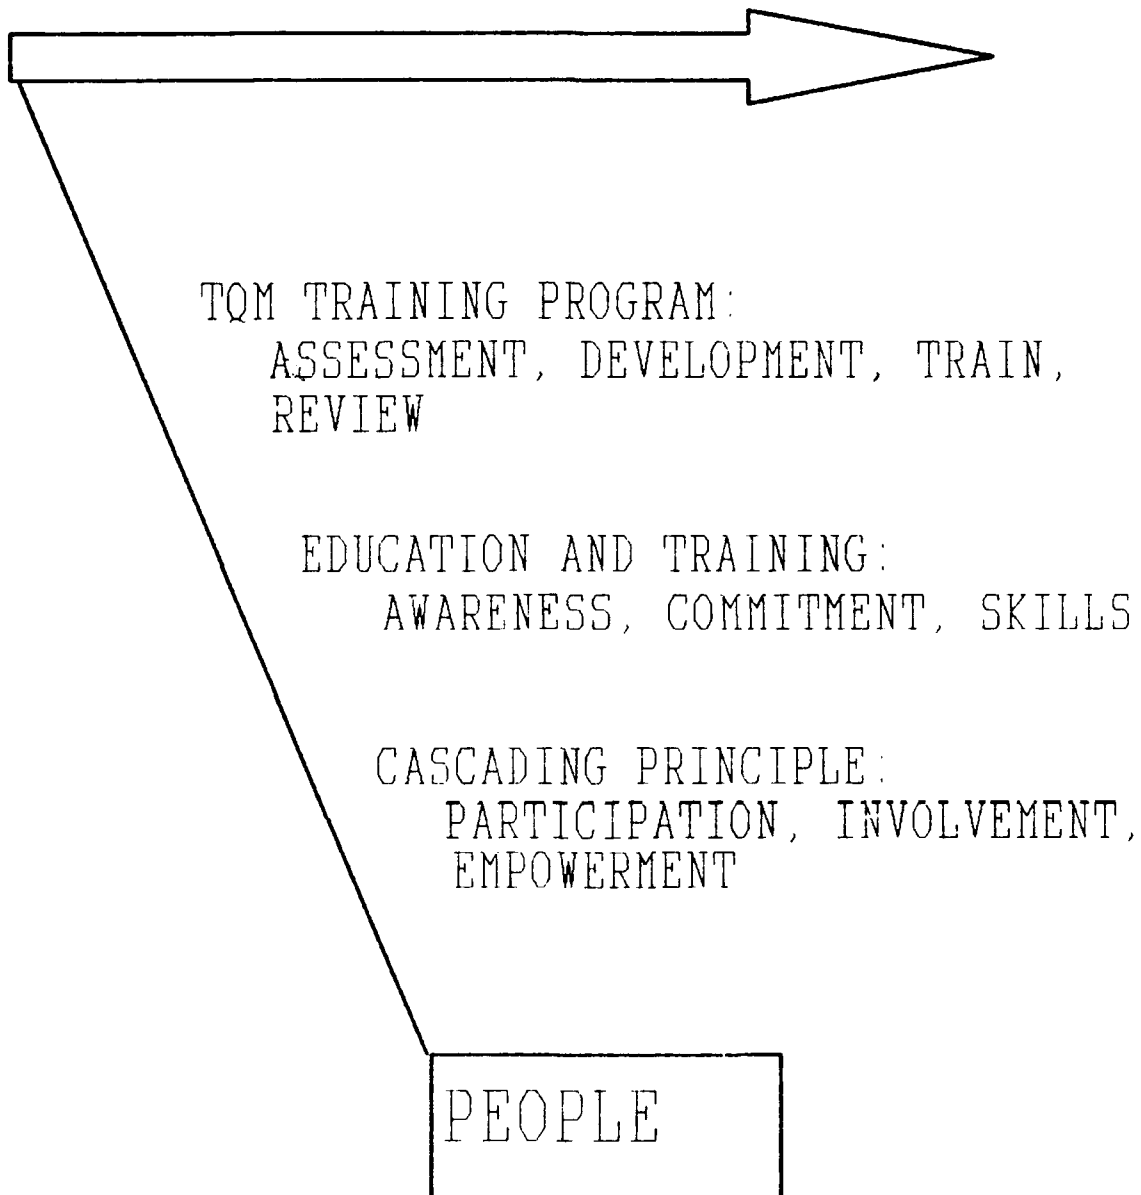 TQM TRAINING PROGRAM:
ASSESSMENT, DEVELOPMENT, TRAIN,
REVIEW
EDUCATION AND TRAINING:
AWARENESS, COMMITMENT, SKILLS
CASCADING PRINCIPLE:
PARTICIPATION, INVOLVEMENT,
EMPOWERMENT
PEOPLE